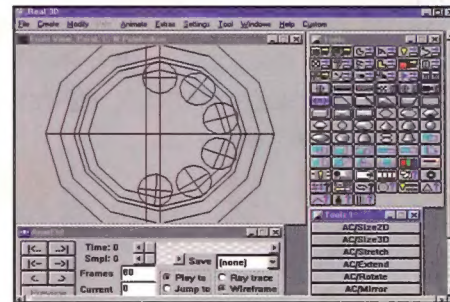 Real 3D
File Create Modify Animate Extras Settings Tool Windows Help Custom
Tools
Tools 1
AC/Size2D
AC/Size3D
AC/Stretch
AC/Extend
AC/Rotate
AC/Mirror
Time: 0
Smpl: 0
Save (none)
Frames 60
Play to
Ray trace
Current 0
Jump to
Wireframe